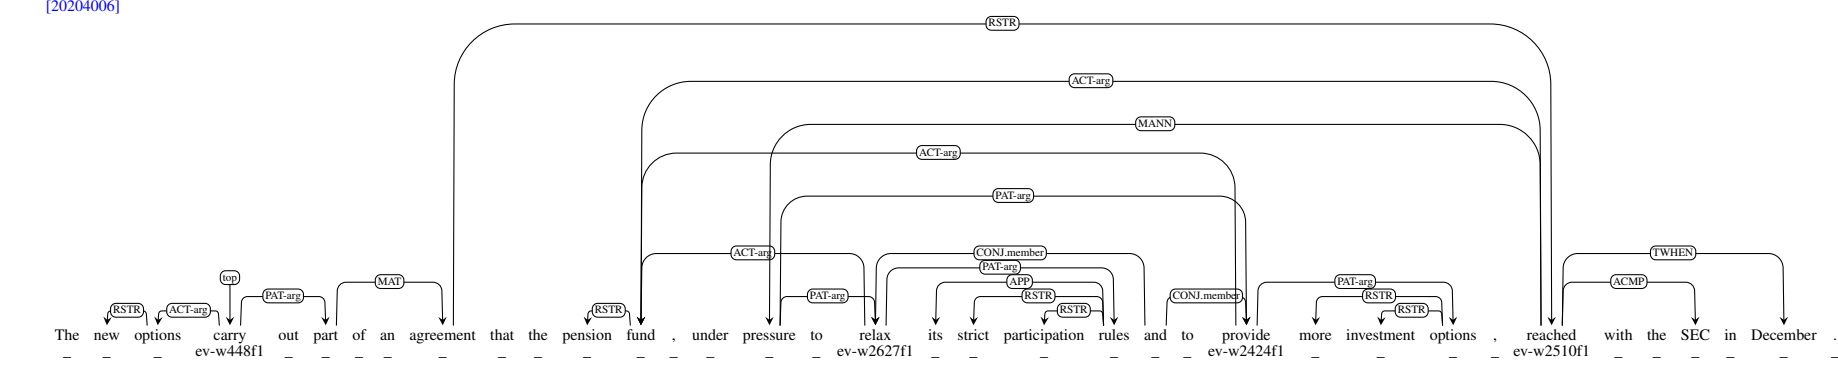 [20204006]
RSTR
ACT-arg
MANN
ACT-arg
PAT-arg
ACT-arg CONJ.member TWHEN
PAT-arg
top MAT APP PAT-arg ACMP
PAT-arg PAT-arg RSTR CONJ.member RSTR
RSTR ACT-arg RSTR RSTR RSTR
The new options carry out part of an agreement that the pension fund , under pressure to relax its strict participation rules and to provide more investment options , reached with the SEC in December .
_ _ _ ev-w448f1 _ _ _ _ _ _ _ _ _ _ _ _ _ ev-w2627f1 _ _ _ _ _ _ ev-w2424f1 _ _ _ _ ev-w2510f1 _ _ _ _ _ _